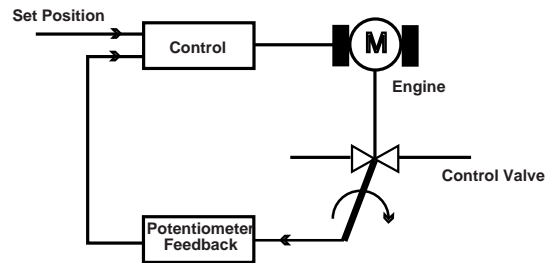 Set Position
Control
M
Engine
Control Valve
Potentiometer
Feedback